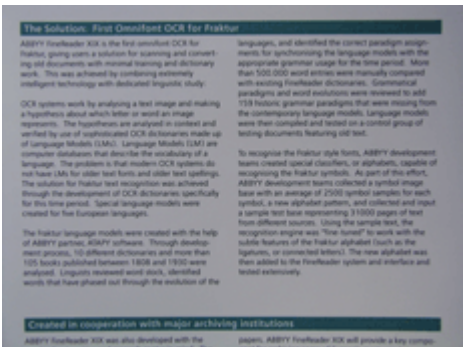 The Solution: First Omnifont OCR for Fraktur
ABBYY FineReader XIX is the first omnifont OCR for
Fraktur, giving users a solution for scanning and convert-
ing old documents with minimal training and dictionary
work. This was achieved by combining extremely
intelligent technology with dedicated linguistic study:
OCR systems work by analysing a text image and making
a hypothesis about which letter or word an image
represents. The hypotheses are analysed in context and
verified by use of sophisticated OCR dictionaries made up
of Language Models (LMs). Language Models (LM) are
computer databases that describe the vocabulary of a
language. The problem is that modern OCR systems do
not have LMs for older text fonts and older text spellings.
The solution for Fraktur text recognition was achieved
through the development of OCR dictionaries specifically
for this time period. Special language models were
created for five European languages.
The Fraktur language models were created with the help
of ABBYY partner, ATAPY software. Through develop-
ment process, 10 different dictionaries and more than
105 books published between 1808 and 1930 were
analysed. Linguists reviewed word stock, identified
words that have phased out through the evolution of the
languages, and identified the correct paradigm assign-
ments for synchronising the language models with the
appropriate grammar usage for the time period. More
than 500.000 word entries were manually compared
with existing FineReader dictionaries. Grammatical
paradigms and word evolutions were reviewed to add
159 historic grammar paradigms that were missing from
the contemporary language models. Language models
were then compiled and tested on a control group of
testing documents featuring old text.
To recognise the Fraktur style fonts, ABBYY development
teams created special classifiers, or alphabets, capable of
recognising the fraktur symbols. As part of this effort,
ABBYY development teams collected a symbol image
base with an average of 2500 symbol samples for each
symbol, a new alphabet pattern, and collected and input
a sample text base representing 31000 pages of text
from different sources. Using the sample text, the
recognition engine was "fine tuned" to work with the
subtle features of the Fraktur alphabet (such as the
ligatures, or connected letters). The new alphabet was
then added to the FineReader system and interface and
tested extensively.
Created in cooperation with major archiving institutions
ABBYY FineReader XIX was also developed with the
papers. ABBYY FineReader XIX will provide a key compo-